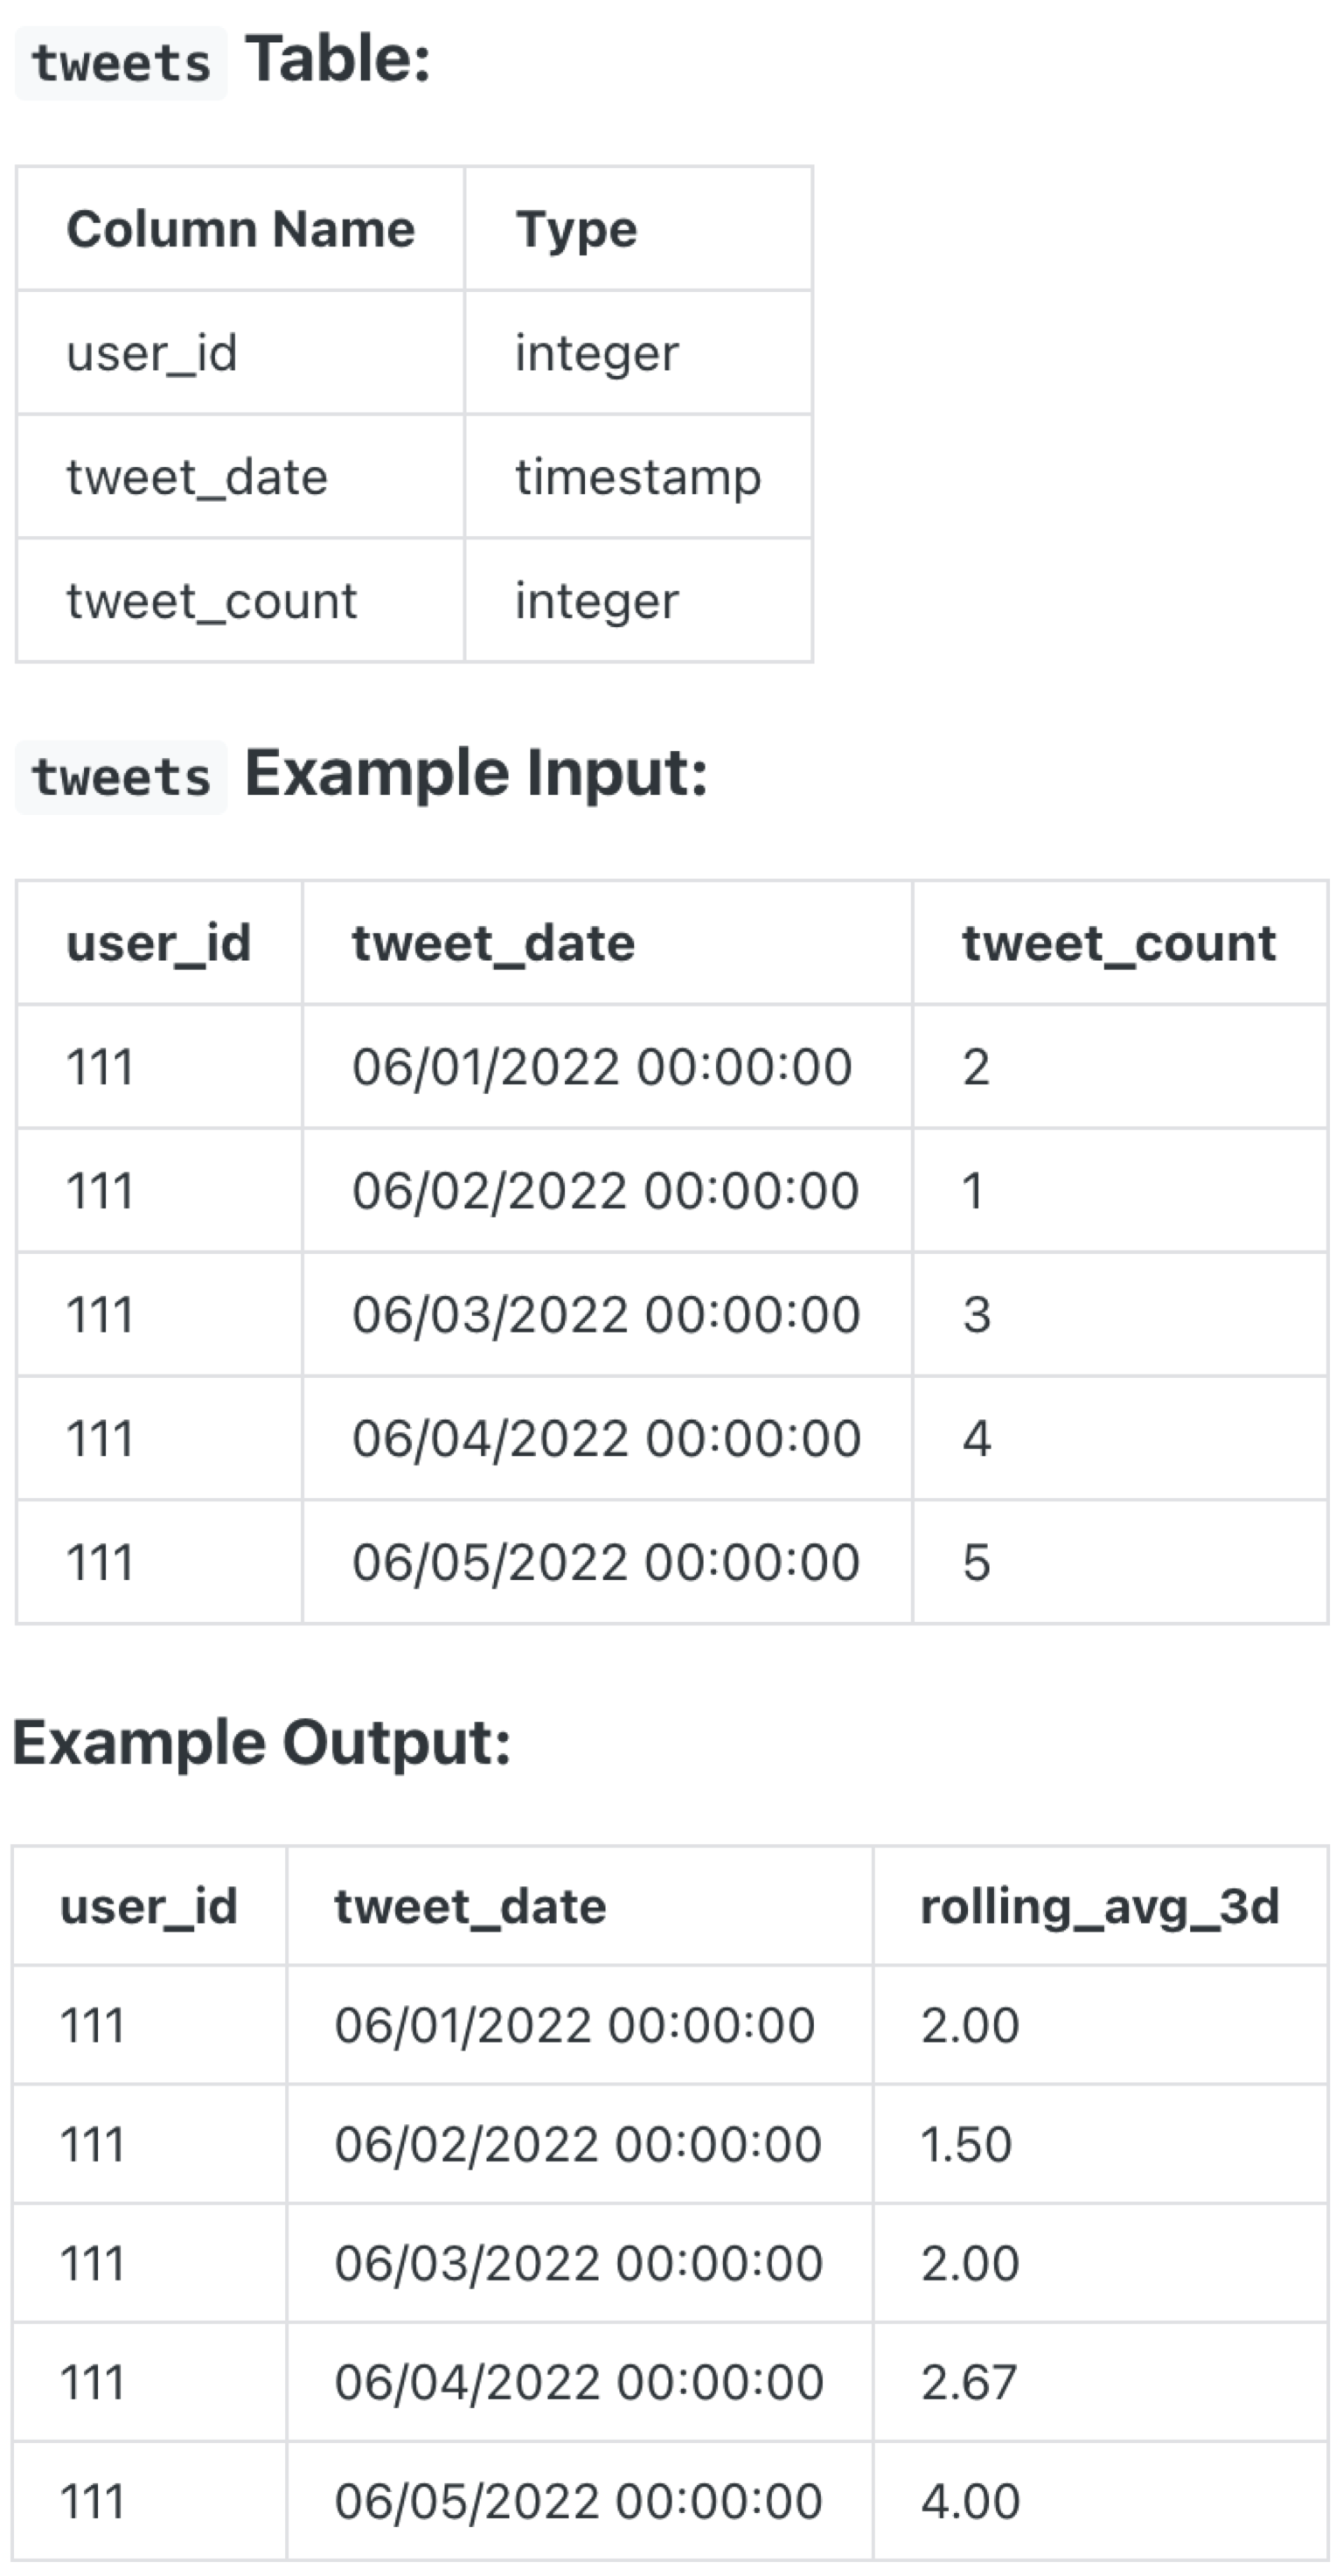 tweets Table:
Column Name Type
user_id integer
tweet_date timestamp
tweet_count integer
tweets Example Input:
user_id tweet_date tweet_count
111 06/01/2022 00:00:00 2
111 06/02/2022 00:00:00 1
111 06/03/2022 00:00:00 3
111 06/04/2022 00:00:00 4
111 06/05/2022 00:00:00 5
Example Output:
user_id tweet_date rolling_avg_3d
111 06/01/2022 00:00:00 2.00
111 06/02/2022 00:00:00 1.50
111 06/03/2022 00:00:00 2.00
111 06/04/2022 00:00:00 2.67
111 06/05/2022 00:00:00 4.00